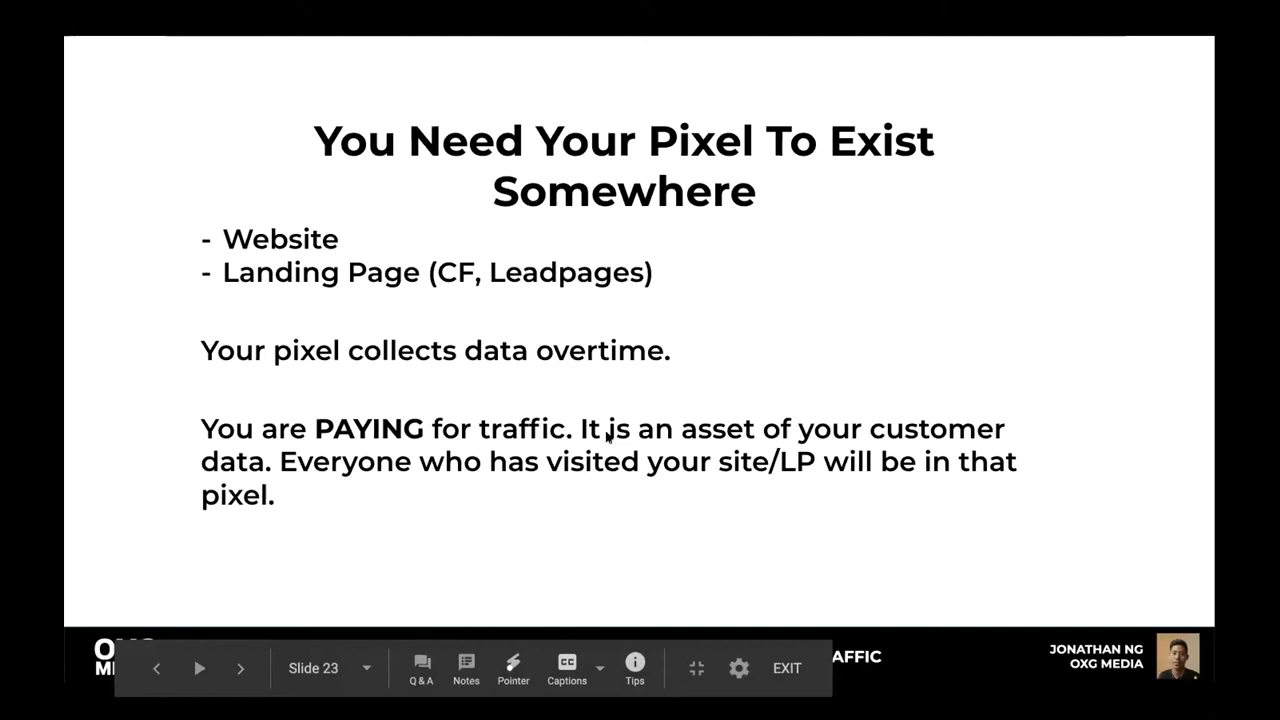 You Need Your Pixel To Exist
Somewhere
- Website
- Landing Page (CF, Leadpages)
Your pixel collects data overtime.
You are PAYING for traffic. It is an asset of your customer
data. Everyone who has visited your site/LP will be in that
pixel.
JONATHAN NG
OXG MEDIA
Slide 23
Q & A
Notes
Pointer
CC
Captions
Tips
EXIT